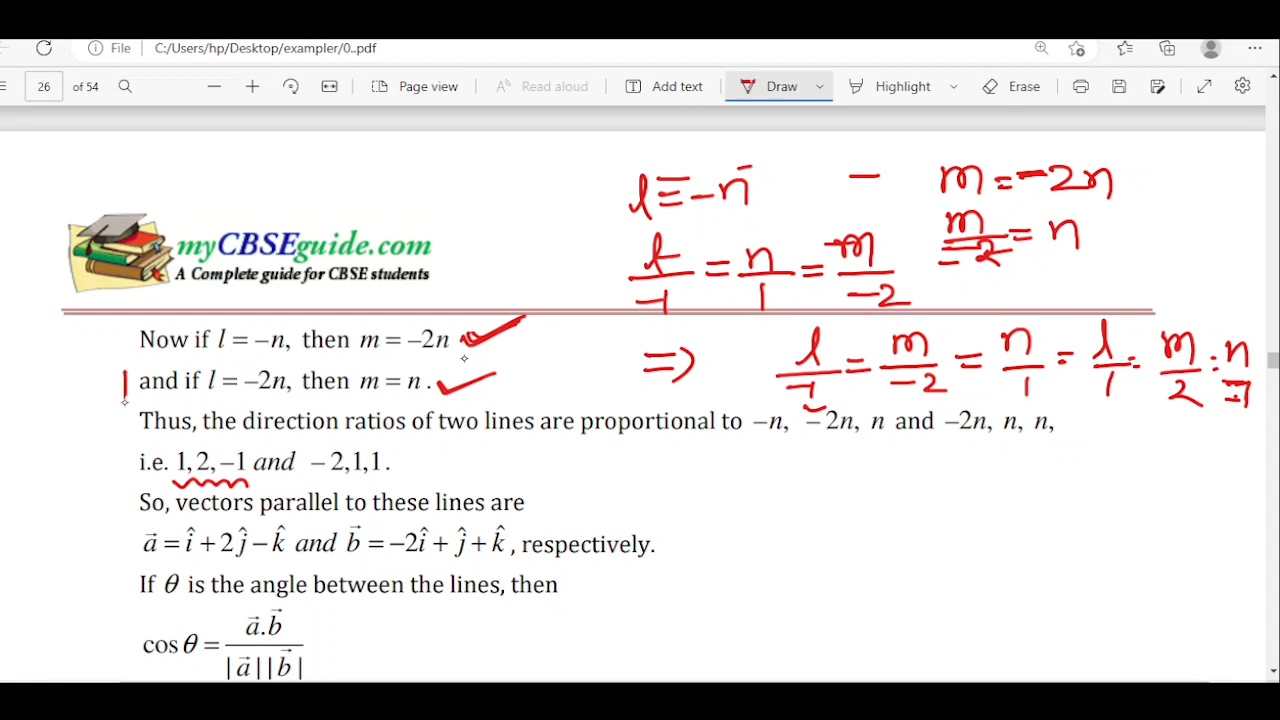 File C:/Users/hp/Desktop/exampler/0..pdf
26 of 54 Page view Read aloud Add text Draw Highlight Erase
l = -n - m = -2n
l/-1 = n/1 = m/-2 m/-2 = n
myCBSEguide.com
A Complete guide for CBSE students
Now if l = −n, then m = −2n
⇒ l/-1 = m/-2 = n/1 = l/1 = m/2 = n/-1
and if l = −2n, then m = n .
Thus, the direction ratios of two lines are proportional to −n, −2n, n and −2n, n, n,
i.e. 1, 2, −1 and − 2,1,1.
So, vectors parallel to these lines are
a⃗ = î + 2ĵ − k̂ and b⃗ = −2î + ĵ + k̂ , respectively.
If θ is the angle between the lines, then
cos θ = a⃗.b⃗ / |a⃗||b⃗|